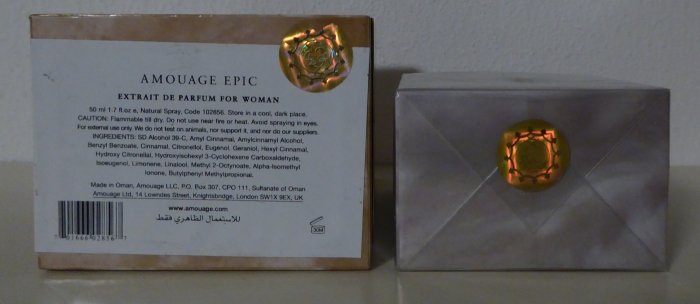 AMOUAGE EPIC
EXTRAIT DE PARFUM FOR WOMAN
50 ml 1.7 fl.oz e, Natural Spray, Code 102856. Store in a cool, dark place.
CAUTION: Flammable till dry. Do not use near fire or heat. Avoid spraying in eyes.
For external use only. We do not test on animals, nor support it, and nor do our suppliers.
INGREDIENTS: SD Alcohol 39-C, Amyl Cinnamal, Amylcinnamyl Alcohol,
Benzyl Benzoate, Cinnamal, Citronellol, Eugenol, Geraniol, Hexyl Cinnamal,
Hydroxy Citronellal, Hydroxyisohexyl 3-Cyclohexene Carboxaldehyde,
Isoeugenol, Limonene, Linalool, Methyl 2-Octynoate, Alpha-Isomethyl
Ionone, Butylphenyl Methylpropional.
Made in Oman, Amouage LLC, P.O. Box 307, CPO 111, Sultanate of Oman
Amouage Ltd, 14 Lowndes Street, Knightsbridge, London SW1X 9EX, UK
www.amouage.com
للاستعمال الظاهري فقط
7 01666 02856 7
30M